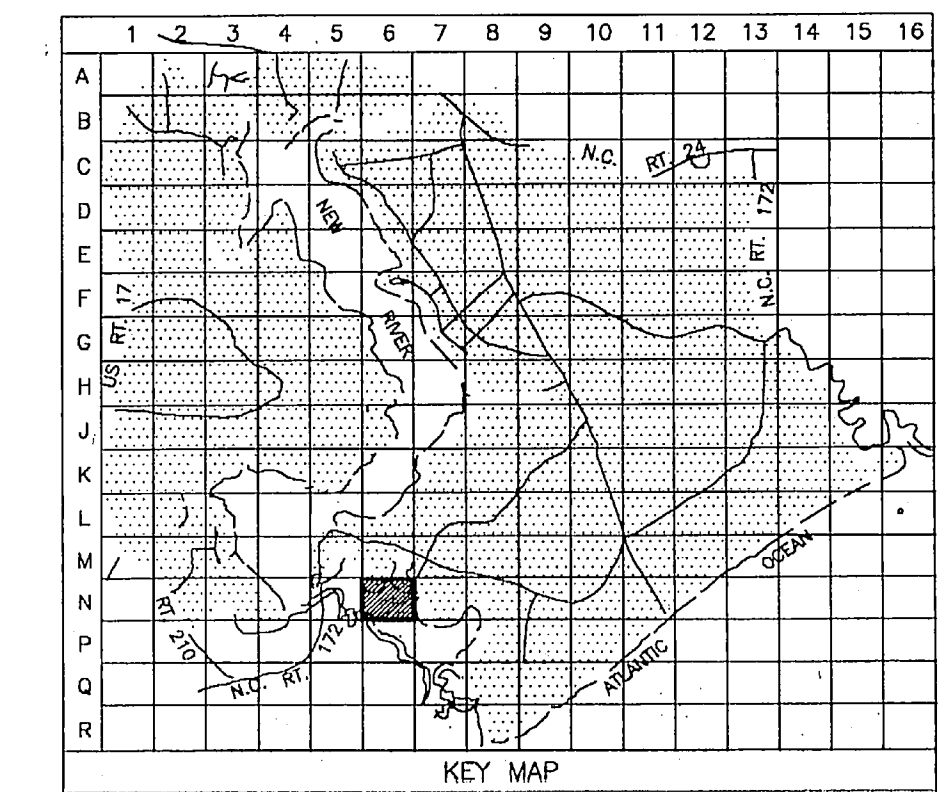 1 2 3 4 5 6 7 8 9 10 11 12 13 14 15 16
A
B
C
D
E
F
G
H
J
K
L
M
N
P
Q
R
N.C. RT. 24
N.C. RT. 172
NEW RIVER
US RT. 17
RT. 210
N.C. RT. 172
ATLANTIC OCEAN
KEY MAP